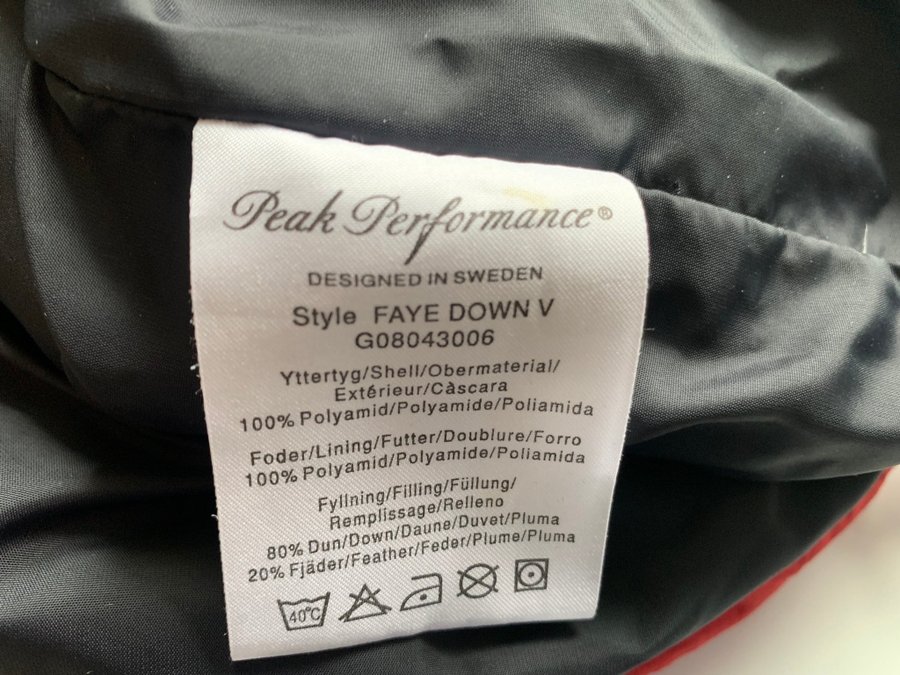 Peak Performance®
DESIGNED IN SWEDEN
Style FAYE DOWN V
G08043006
Yttertyg/Shell/Obermaterial/
Extérieur/Càscara
100% Polyamid/Polyamide/Poliamida
Foder/Lining/Futter/Doublure/Forro
100% Polyamid/Polyamide/Poliamida
Fyllning/Filling/Füllung/
Remplissage/Relleno
80% Dun/Down/Daune/Duvet/Pluma
20% Fjäder/Feather/Feder/Plume/Pluma
40°C